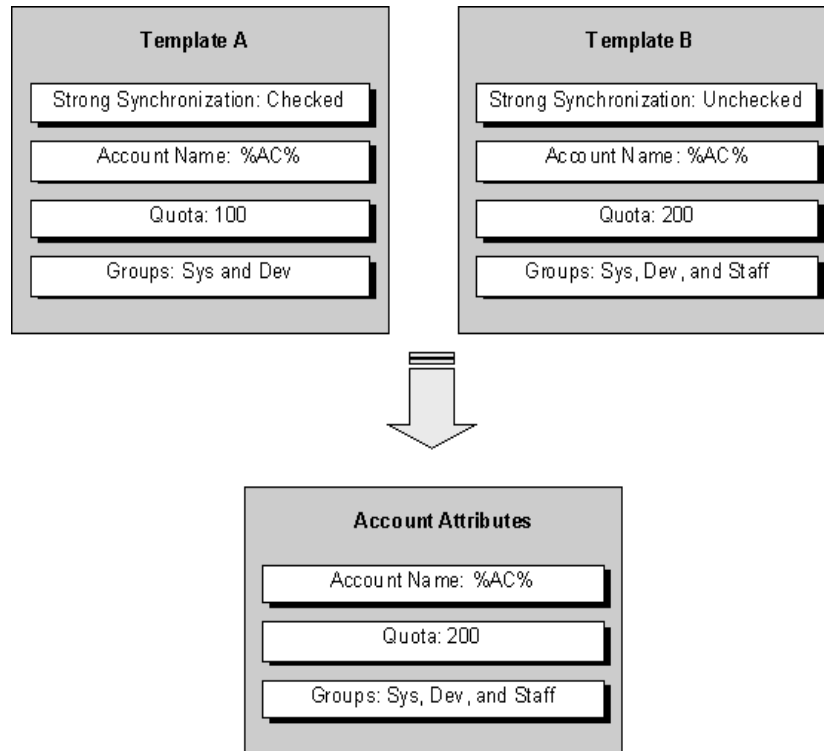 Template A
Strong Synchronization: Checked
Account Name: %AC%
Quota: 100
Groups: Sys and Dev
Template B
Strong Synchronization: Unchecked
Account Name: %AC%
Quota: 200
Groups: Sys, Dev, and Staff
Account Attributes
Account Name: %AC%
Quota: 200
Groups: Sys, Dev, and Staff